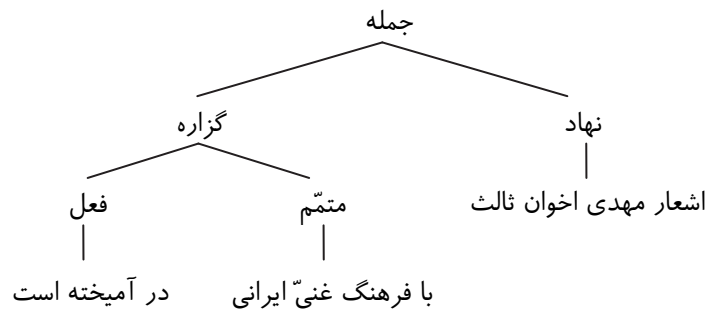 جمله
نهاد
گزاره
اشعار مهدی اخوان ثالث
متمّم
فعل
با فرهنگ غنیّ ایرانی
در آمیخته است